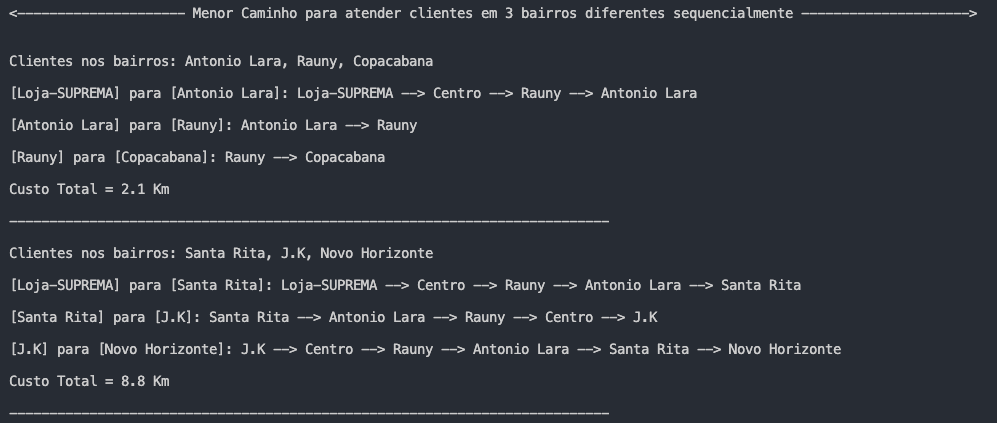 <--------------------- Menor Caminho para atender clientes em 3 bairros diferentes sequencialmente --------------------->
Clientes nos bairros: Antonio Lara, Rauny, Copacabana
[Loja-SUPREMA] para [Antonio Lara]: Loja-SUPREMA --> Centro --> Rauny --> Antonio Lara
[Antonio Lara] para [Rauny]: Antonio Lara --> Rauny
[Rauny] para [Copacabana]: Rauny --> Copacabana
Custo Total = 2.1 Km
---------------------------------------------------------------------------
Clientes nos bairros: Santa Rita, J.K, Novo Horizonte
[Loja-SUPREMA] para [Santa Rita]: Loja-SUPREMA --> Centro --> Rauny --> Antonio Lara --> Santa Rita
[Santa Rita] para [J.K]: Santa Rita --> Antonio Lara --> Rauny --> Centro --> J.K
[J.K] para [Novo Horizonte]: J.K --> Centro --> Rauny --> Antonio Lara --> Santa Rita --> Novo Horizonte
Custo Total = 8.8 Km
---------------------------------------------------------------------------